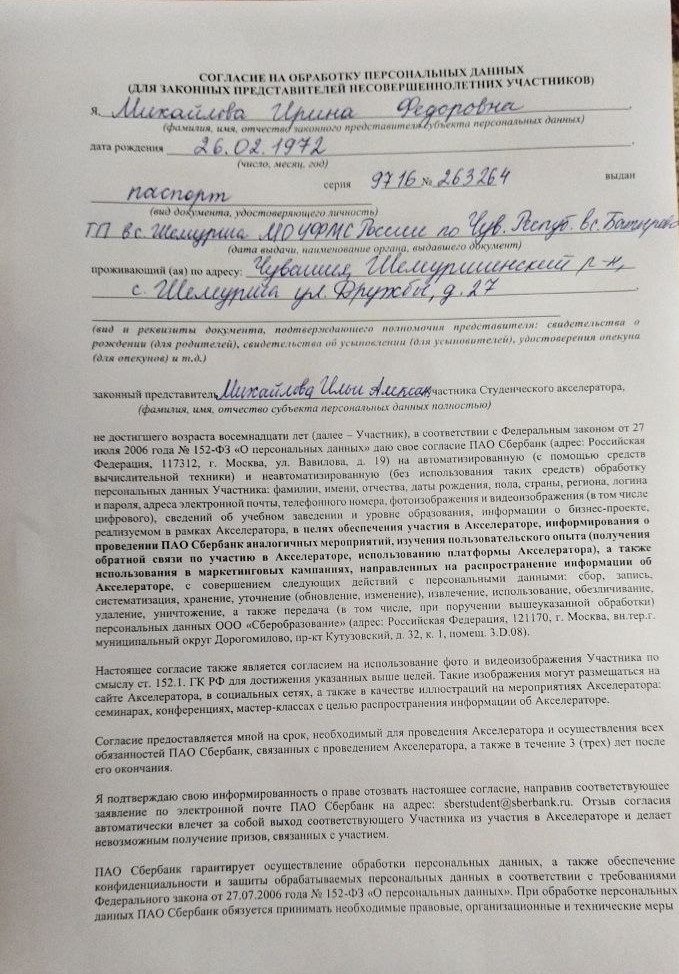 СОГЛАСИЕ НА ОБРАБОТКУ ПЕРСОНАЛЬНЫХ ДАННЫХ
(ДЛЯ ЗАКОННЫХ ПРЕДСТАВИТЕЛЕЙ НЕСОВЕРШЕННОЛЕТНИХ УЧАСТНИКОВ)
Я, Михайлова Ирина Федоровна
(фамилия, имя, отчество законного представителя субъекта персональных данных)
дата рождения 26.02.1972
(число, месяц, год)
паспорт серия 9716 № 263264 выдан
(вид документа, удостоверяющего личность)
ТП в с. Шемурша МОУФМС России по Чув. Респуб. в с. Батырево
(дата выдачи, наименование органа, выдавшего документ)
проживающий (ая) по адресу: Чувашия, Шемуршинский р-н,
с. Шемурша ул. Дружбы, д. 27
(вид и реквизиты документа, подтверждающего полномочия представителя: свидетельства о
рождении (для родителей), свидетельства об усыновлении (для усыновителей), удостоверения опекуна
(для опекунов) и т.д.)
законный представитель Михайлова Ильи Алексан участника Студенческого акселератора,
(фамилия, имя, отчество субъекта персональных данных полностью)
не достигшего возраста восемнадцати лет (далее – Участник), в соответствии с Федеральным законом от 27
июля 2006 года № 152-ФЗ «О персональных данных» даю свое согласие ПАО Сбербанк (адрес: Российская
Федерация, 117312, г. Москва, ул. Вавилова, д. 19) на автоматизированную (с помощью средств
вычислительной техники) и неавтоматизированную (без использования таких средств) обработку
персональных данных Участника: фамилии, имени, отчества, даты рождения, пола, страны, региона, логина
и пароля, адреса электронной почты, телефонного номера, фотоизображения и видеоизображения (в том числе
цифрового), сведений об учебном заведении и уровне образования, информации о бизнес-проекте,
реализуемом в рамках Акселератора, в целях обеспечения участия в Акселераторе, информирования о
проведении ПАО Сбербанк аналогичных мероприятий, изучения пользовательского опыта (получения
обратной связи по участию в Акселераторе, использованию платформы Акселератора), а также
использования в маркетинговых кампаниях, направленных на распространение информации об
Акселераторе, с совершением следующих действий с персональными данными: сбор, запись,
систематизация, хранение, уточнение (обновление, изменение), извлечение, использование, обезличивание,
удаление, уничтожение, а также передача (в том числе, при поручении вышеуказанной обработки)
персональных данных ООО «Сберобразование» (адрес: Российская Федерация, 121170, г. Москва, вн.тер.г.
муниципальный округ Дорогомилово, пр-кт Кутузовский, д. 32, к. 1, помещ. 3.D.08).
Настоящее согласие также является согласием на использование фото и видеоизображения Участника по
смыслу ст. 152.1. ГК РФ для достижения указанных выше целей. Такие изображения могут размещаться на
сайте Акселератора, в социальных сетях, а также в качестве иллюстраций на мероприятиях Акселератора:
семинарах, конференциях, мастер-классах с целью распространения информации об Акселераторе.
Согласие предоставляется мной на срок, необходимый для проведения Акселератора и осуществления всех
обязанностей ПАО Сбербанк, связанных с проведением Акселератора, а также в течение 3 (трех) лет после
его окончания.
Я подтверждаю свою информированность о праве отозвать настоящее согласие, направив соответствующее
заявление по электронной почте ПАО Сбербанк на адрес: sberstudent@sberbank.ru. Отзыв согласия
автоматически влечет за собой выход соответствующего Участника из участия в Акселераторе и делает
невозможным получение призов, связанных с участием.
ПАО Сбербанк гарантирует осуществление обработки персональных данных, а также обеспечение
конфиденциальности и защиты обрабатываемых персональных данных в соответствии с требованиями
Федерального закона от 27.07.2006 года № 152-ФЗ «О персональных данных». При обработке персональных
данных ПАО Сбербанк обязуется принимать необходимые правовые, организационные и технические меры